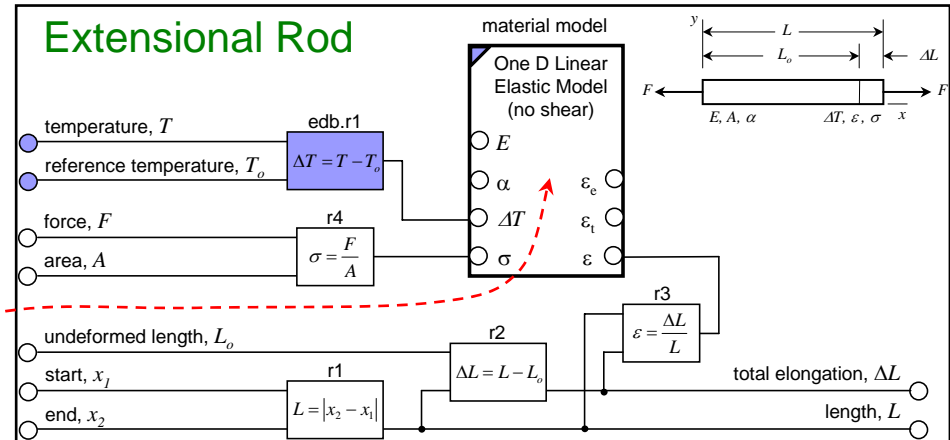 Extensional Rod
material model
One D Linear
Elastic Model
(no shear)
E
α
ΔT
σ
εₑ
εₜ
ε
y
L
Lₒ
ΔL
F
F
E, A, α
ΔT, ε, σ
x
temperature, T
reference temperature, Tₒ
edb.r1
ΔT = T − Tₒ
force, F
area, A
r4
σ = F/A
undeformed length, Lₒ
start, x₁
end, x₂
r1
L = |x₂ − x₁|
r2
ΔL = L − Lₒ
r3
ε = ΔL/L
total elongation, ΔL
length, L